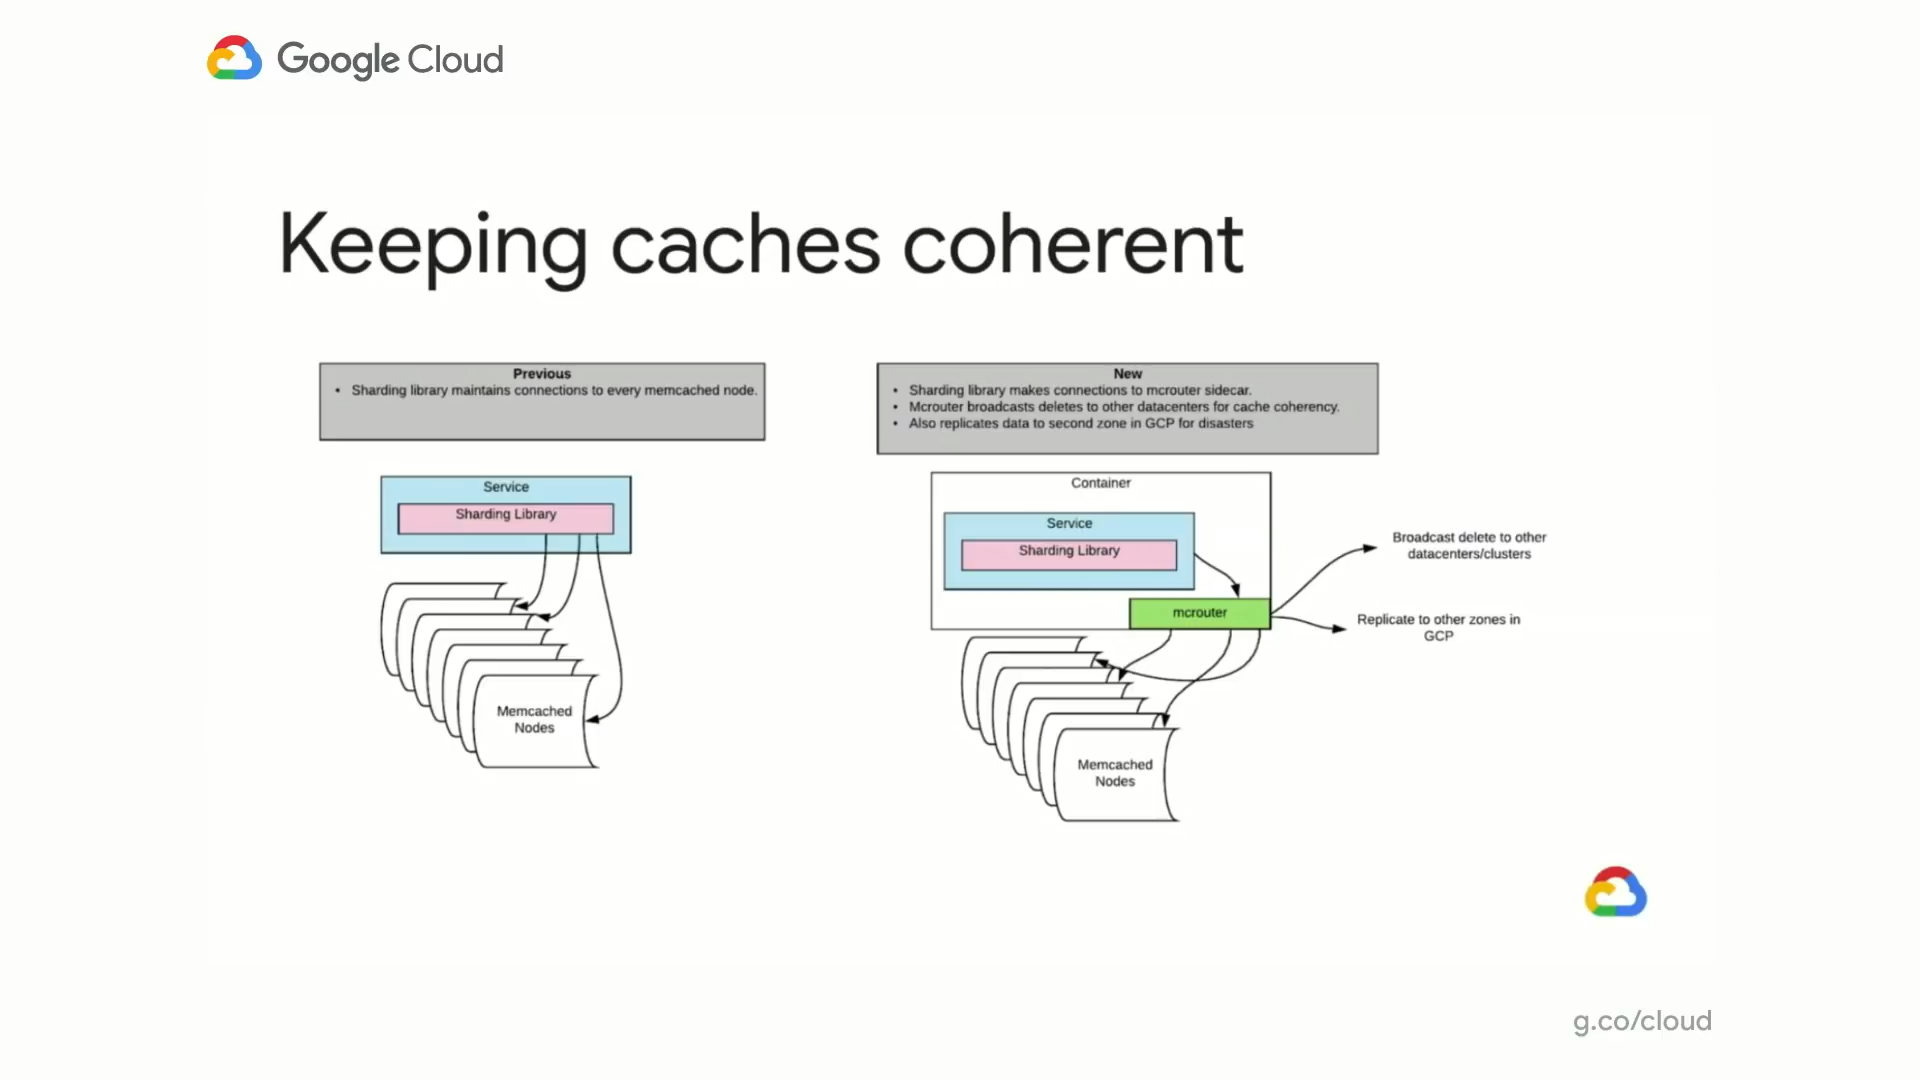 Google Cloud
Keeping caches coherent
Previous
• Sharding library maintains connections to every memcached node.
Service
Sharding Library
Memcached
Nodes
New
• Sharding library makes connections to mcrouter sidecar.
• Mcrouter broadcasts deletes to other datacenters for cache coherency.
• Also replicates data to second zone in GCP for disasters
Container
Service
Sharding Library
mcrouter
Broadcast delete to other
datacenters/clusters
Replicate to other zones in
GCP
Memcached
Nodes
g.co/cloud